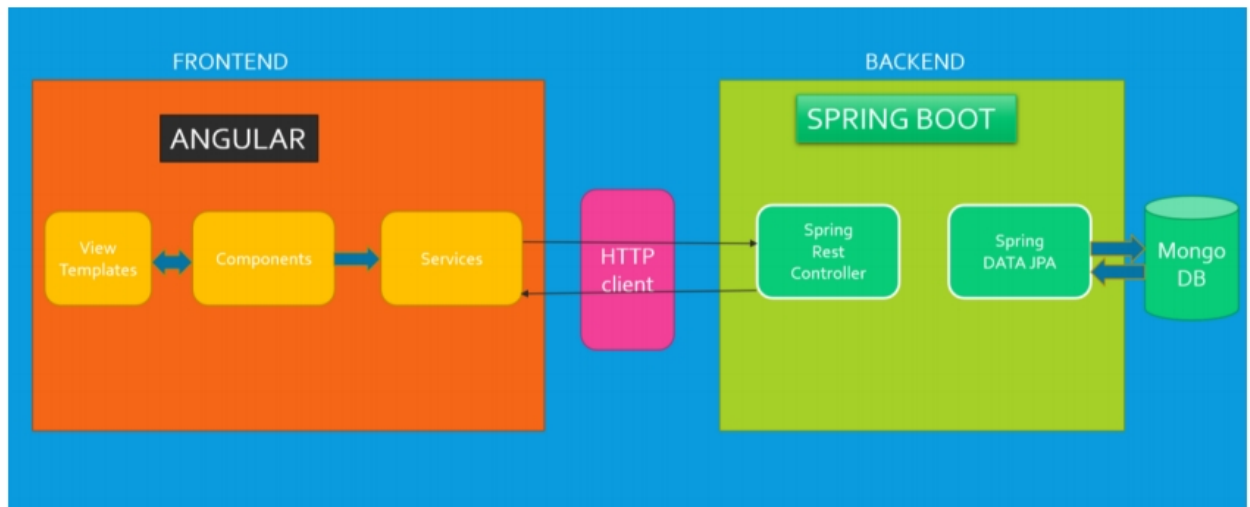 FRONTEND
BACKEND
ANGULAR
SPRING BOOT
View
Templates
Components
Services
HTTP
client
Spring
Rest
Controller
Spring
DATA JPA
Mongo
DB